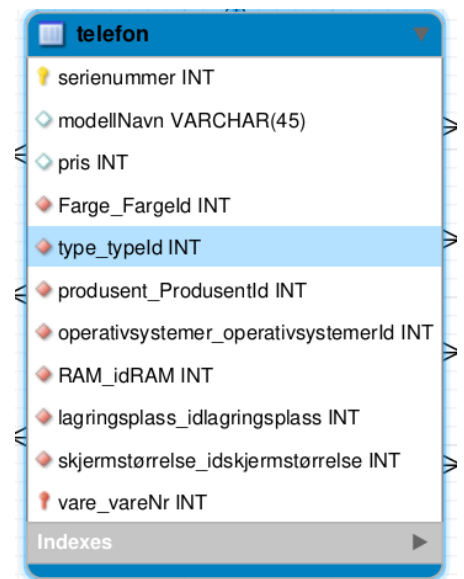 telefon
serienummer INT
modellNavn VARCHAR(45)
pris INT
Farge_FargeId INT
type_typeId INT
produsent_ProdusentId INT
operativsystemer_operativsystemerId INT
RAM_idRAM INT
lagringsplass_idlagringsplass INT
skjermstørrelse_idskjermstørrelse INT
vare_vareNr INT
Indexes